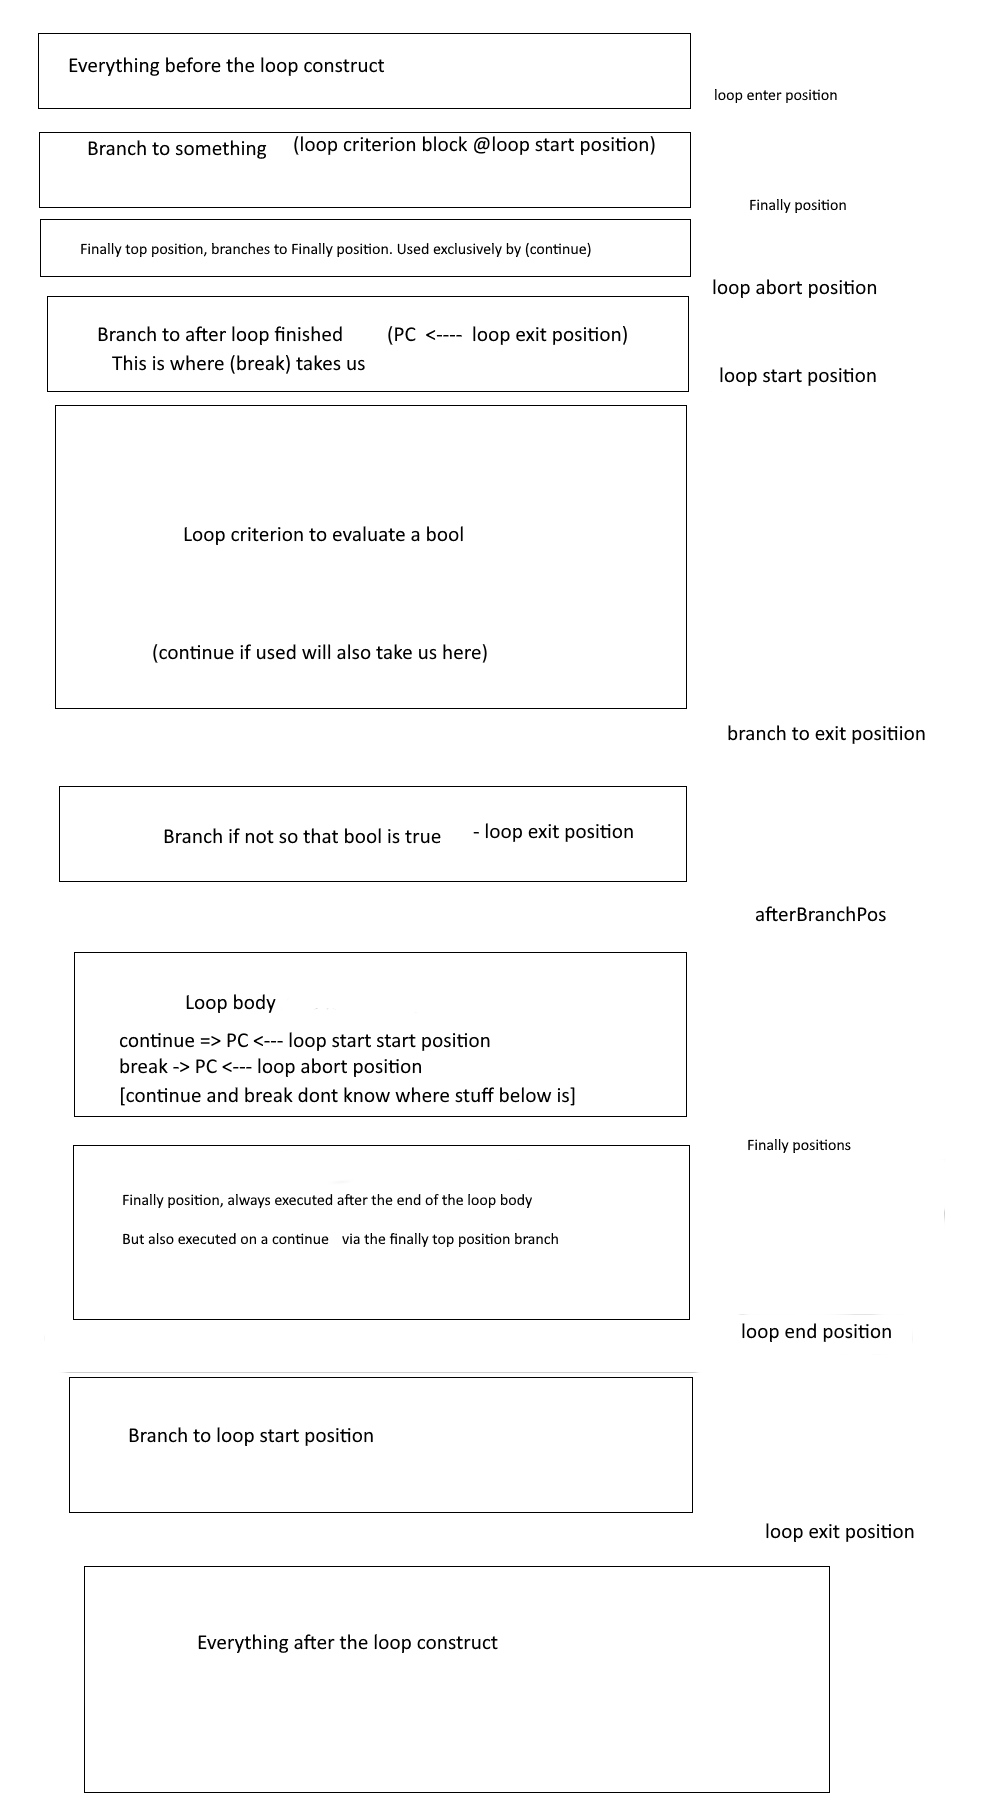 Everything before the loop construct
loop enter position
Branch to something (loop criterion block @loop start position)
Finally position
Finally top position, branches to Finally position. Used exclusively by (continue)
loop abort position
Branch to after loop finished (PC <---- loop exit position)
This is where (break) takes us
loop start position
Loop criterion to evaluate a bool
(continue if used will also take us here)
branch to exit positiion
Branch if not so that bool is true - loop exit position
afterBranchPos
Loop body
continue => PC <--- loop start start position
break -> PC <--- loop abort position
[continue and break dont know where stuff below is]
Finally positions
Finally position, always executed after the end of the loop body
But also executed on a continue via the finally top position branch
loop end position
Branch to loop start position
loop exit position
Everything after the loop construct